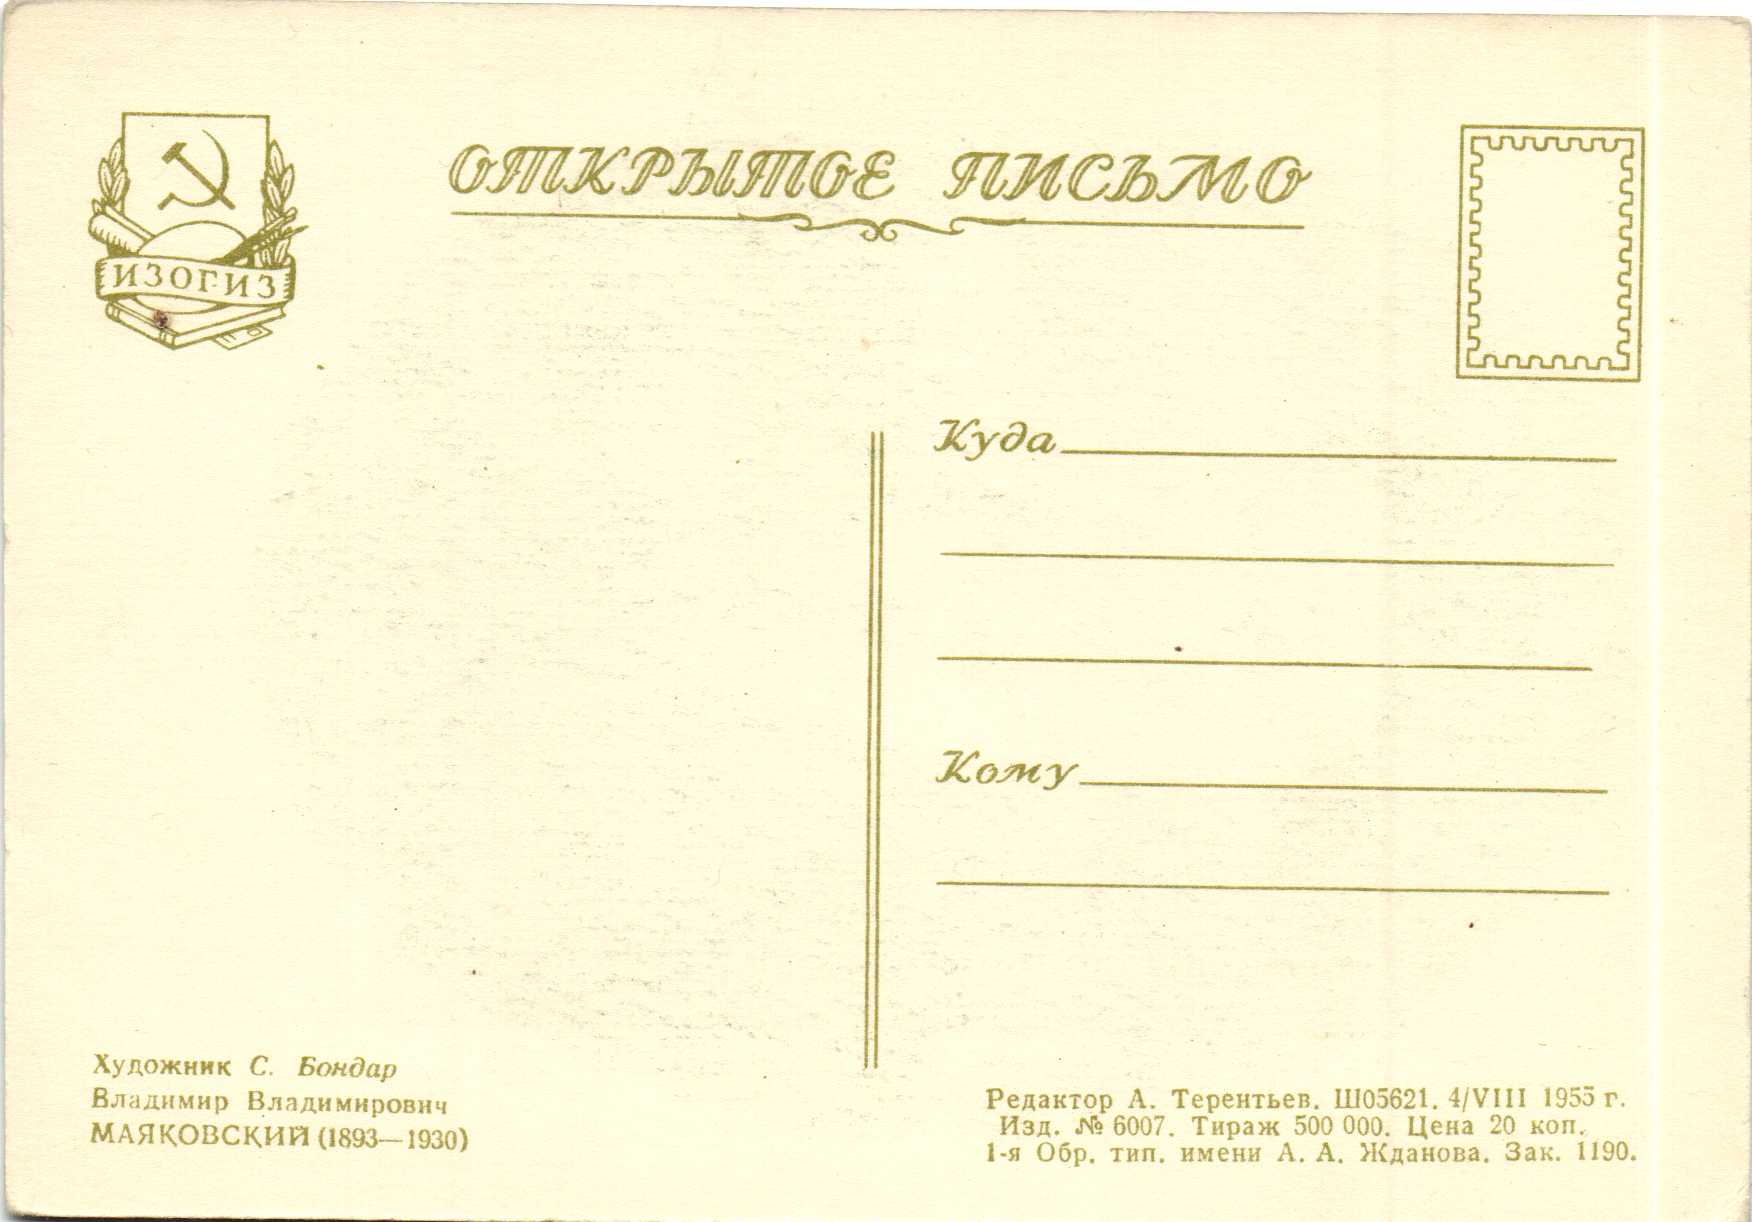 ИЗОГИЗ
ОТКРЫТОЕ ПИСЬМО
Куда
Кому
Художник С. Бондар
Владимир Владимирович
МАЯКОВСКИЙ (1893—1930)
Редактор А. Терентьев. Ш05621. 4/VIII 1955 г.
Изд. № 6007. Тираж 500 000. Цена 20 коп.
1-я Обр. тип. имени А. А. Жданова. Зак. 1190.